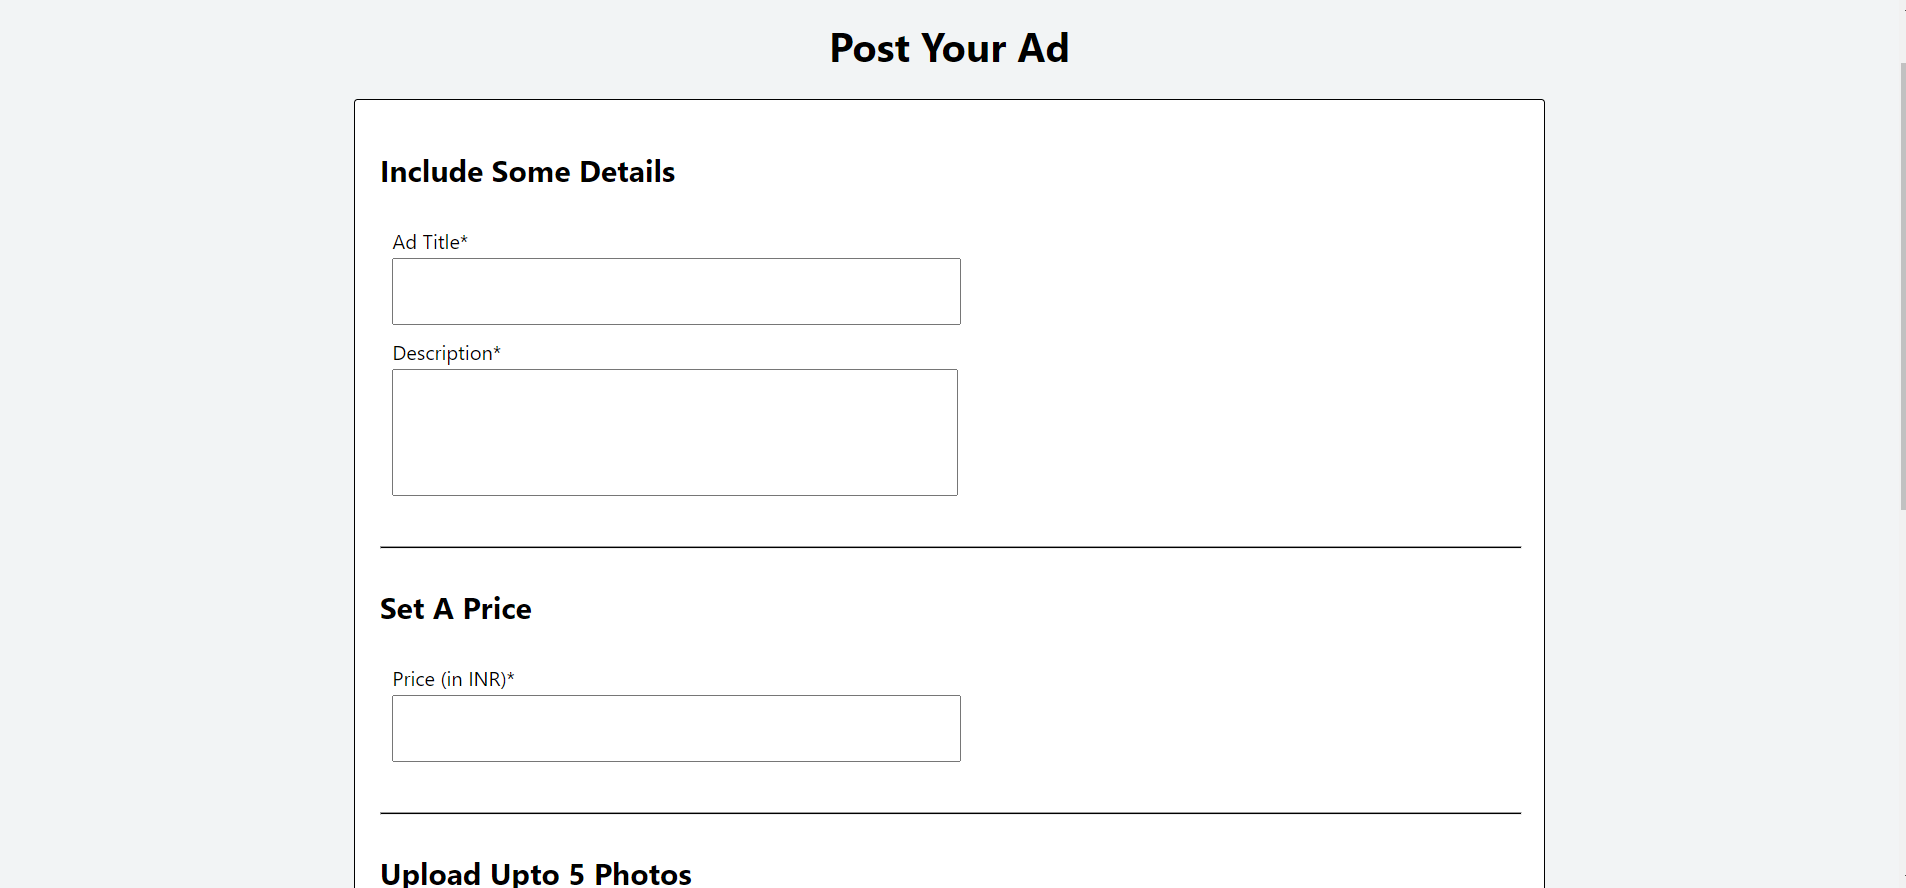 Post Your Ad
Include Some Details
Ad Title*
Description*
Set A Price
Price (in INR)*
Upload Upto 5 Photos